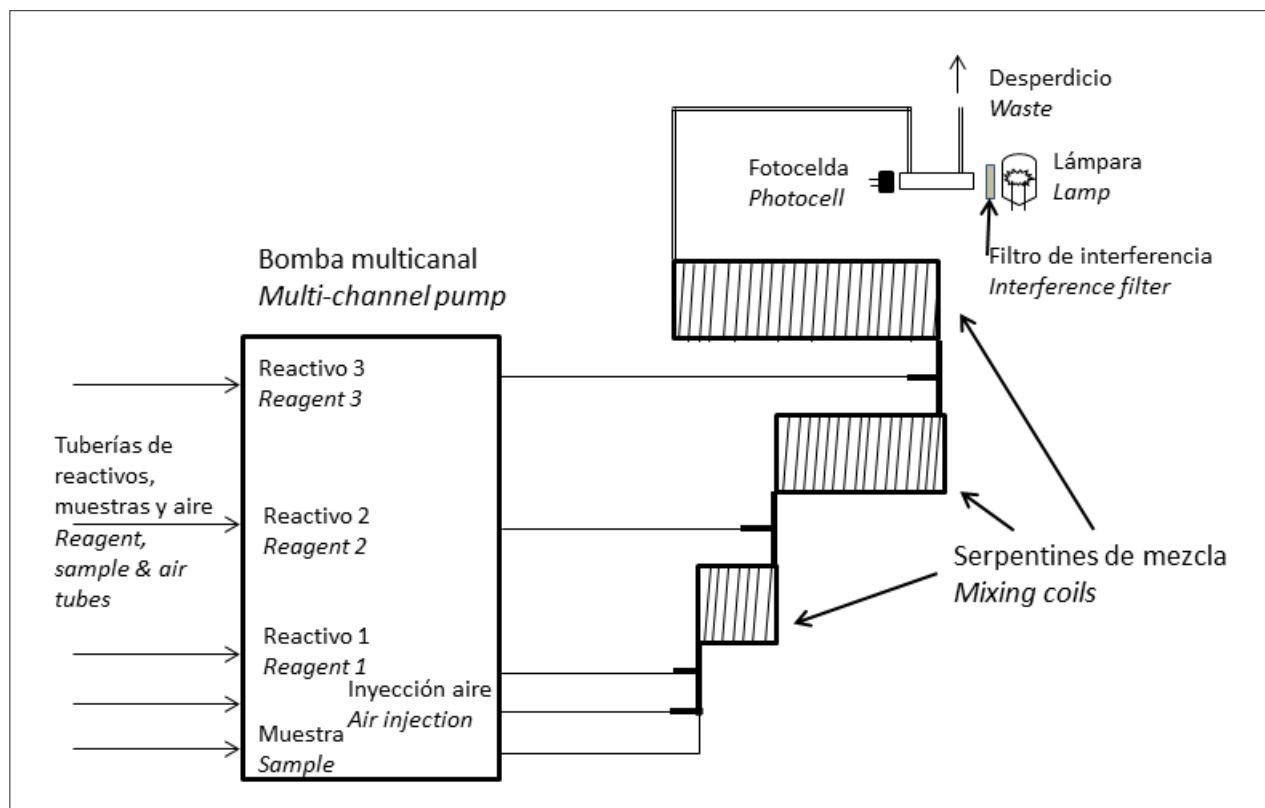 Desperdicio
Waste
Fotocelda
Photocell
Lámpara
Lamp
Filtro de interferencia
Interference filter
Bomba multicanal
Multi-channel pump
Reactivo 3
Reagent 3
Tuberías de
reactivos,
muestras y aire
Reagent,
sample & air
tubes
Reactivo 2
Reagent 2
Serpentines de mezcla
Mixing coils
Reactivo 1
Reagent 1
Inyección aire
Air injection
Muestra
Sample